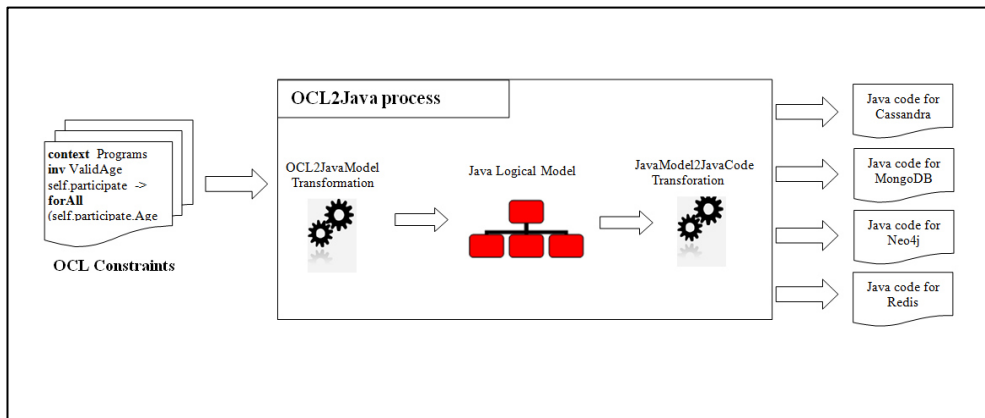 OCL2Java process
context Programs
inv ValidAge
self.participate ->
forAll
(self.participate.Age
OCL Constraints
OCL2JavaModel
Transformation
Java Logical Model
JavaModel2JavaCode
Transforation
Java code for
Cassandra
Java code for
MongoDB
Java code for
Neo4j
Java code for
Redis